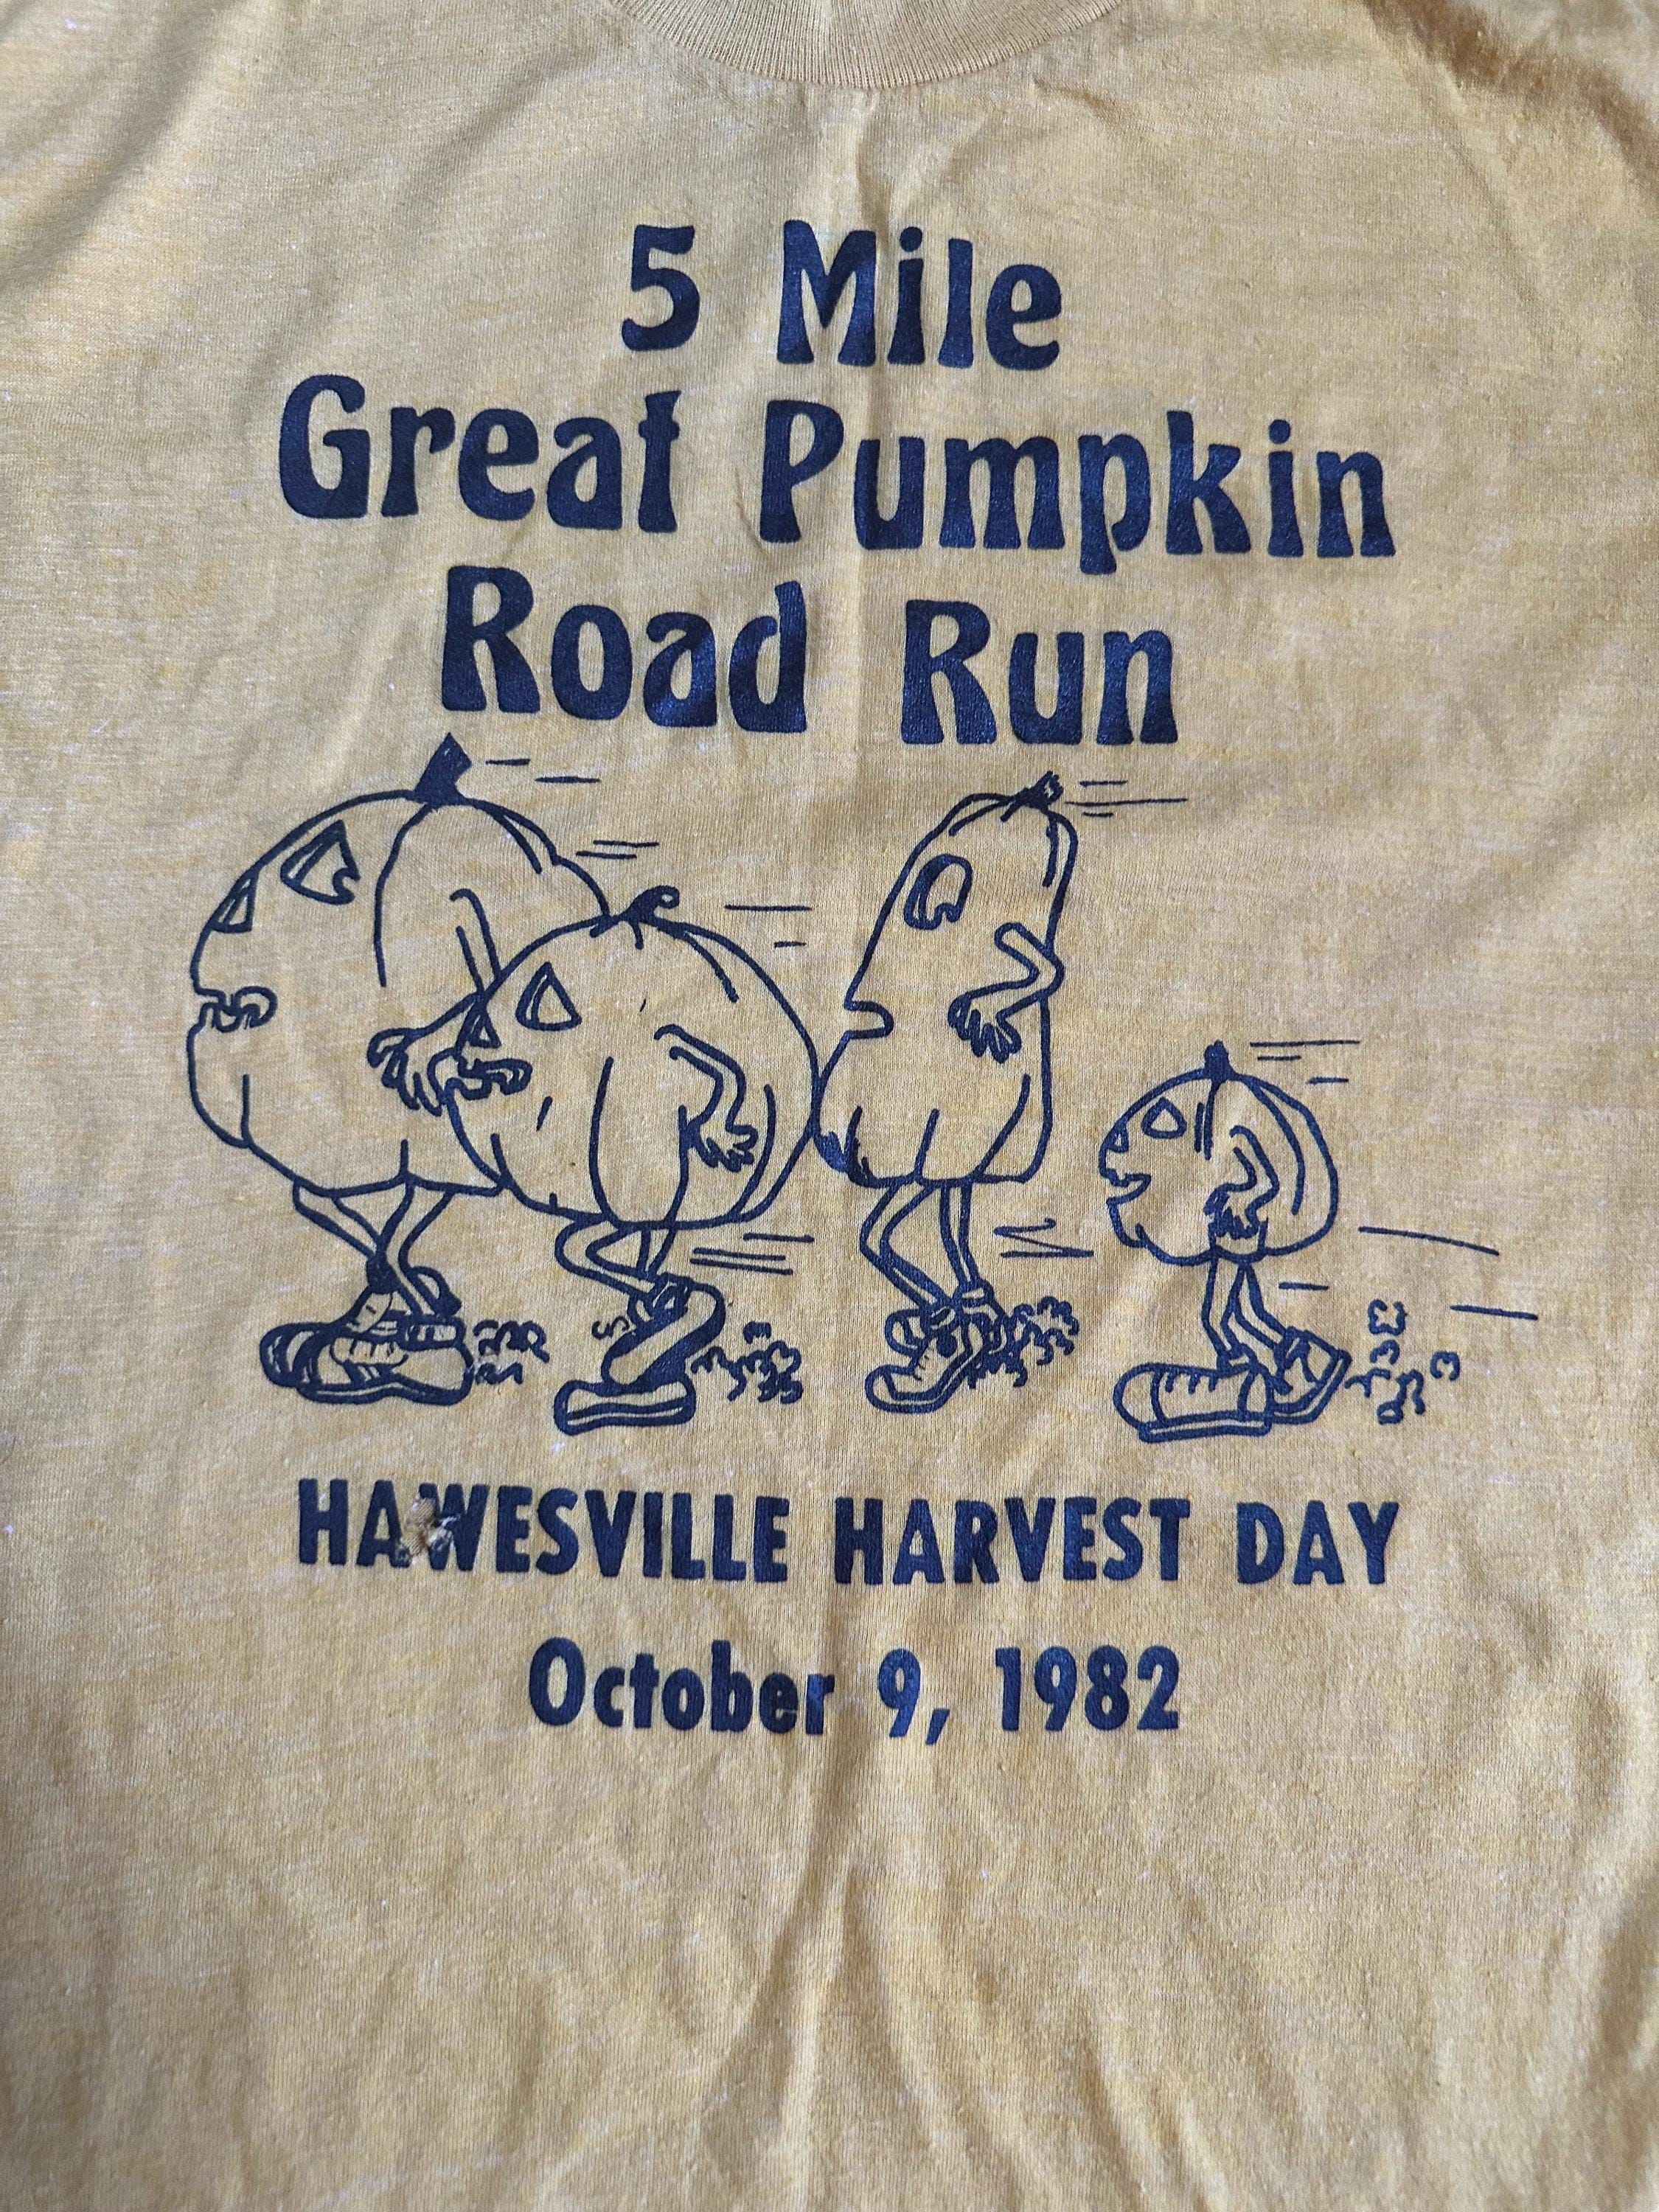 5 Mile
Great Pumpkin
Road Run
HAWESVILLE HARVEST DAY
October 9, 1982